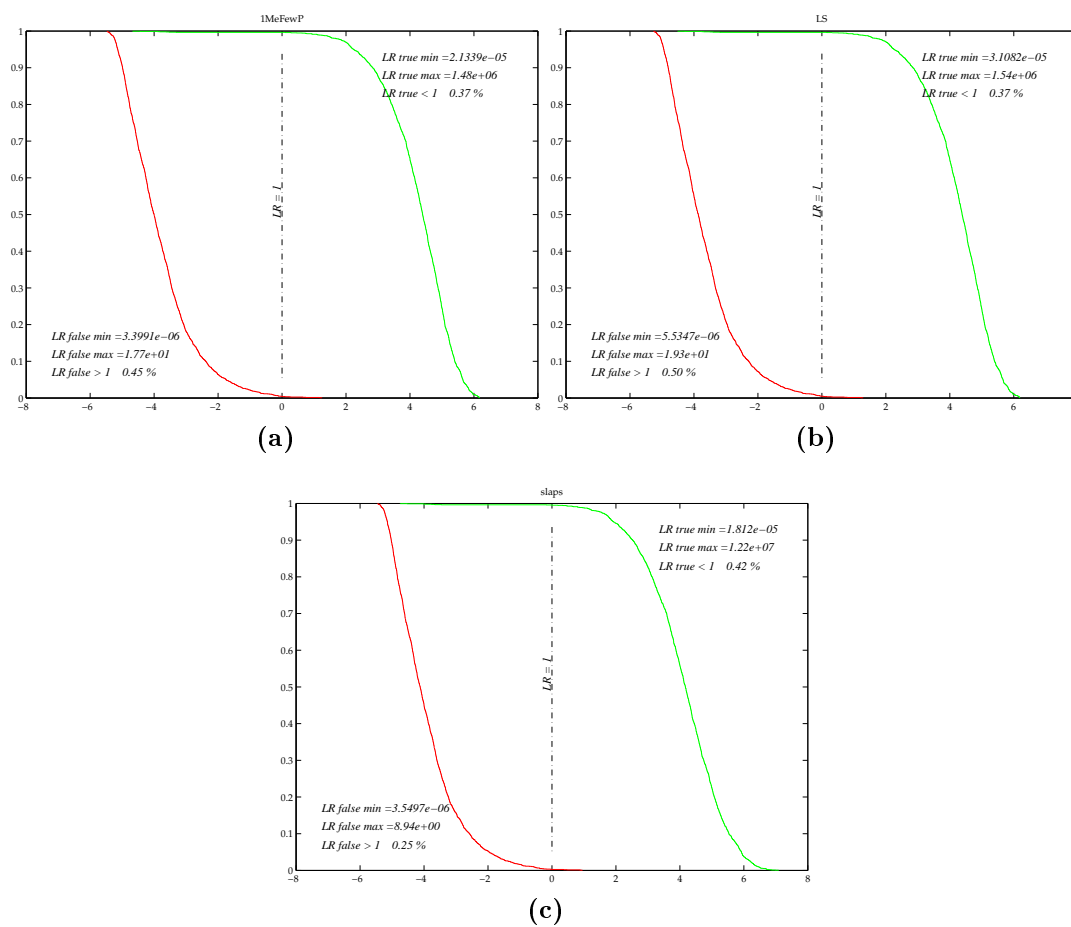 1MeFewP
1
0.9
0.8
0.7
0.6
0.5
0.4
0.3
0.2
0.1
0
LR true min =2.1339e−05
LR true max =1.48e+06
LR true < 1 0.37 %
LR = 1
LR false min =3.3991e−06
LR false max =1.77e+01
LR false > 1 0.45 %
−8 −6 −4 −2 0 2 4 6 8
(a)
LS
1
0.9
0.8
0.7
0.6
0.5
0.4
0.3
0.2
0.1
0
LR true min =3.1082e−05
LR true max =1.54e+06
LR true < 1 0.37 %
LR = 1
LR false min =5.5347e−06
LR false max =1.93e+01
LR false > 1 0.50 %
−8 −6 −4 −2 0 2 4 6
(b)
slaps
1
0.9
0.8
0.7
0.6
0.5
0.4
0.3
0.2
0.1
0
LR true min =1.812e−05
LR true max =1.22e+07
LR true < 1 0.42 %
LR = 1
LR false min =3.5497e−06
LR false max =8.94e+00
LR false > 1 0.25 %
−8 −6 −4 −2 0 2 4 6 8
(c)